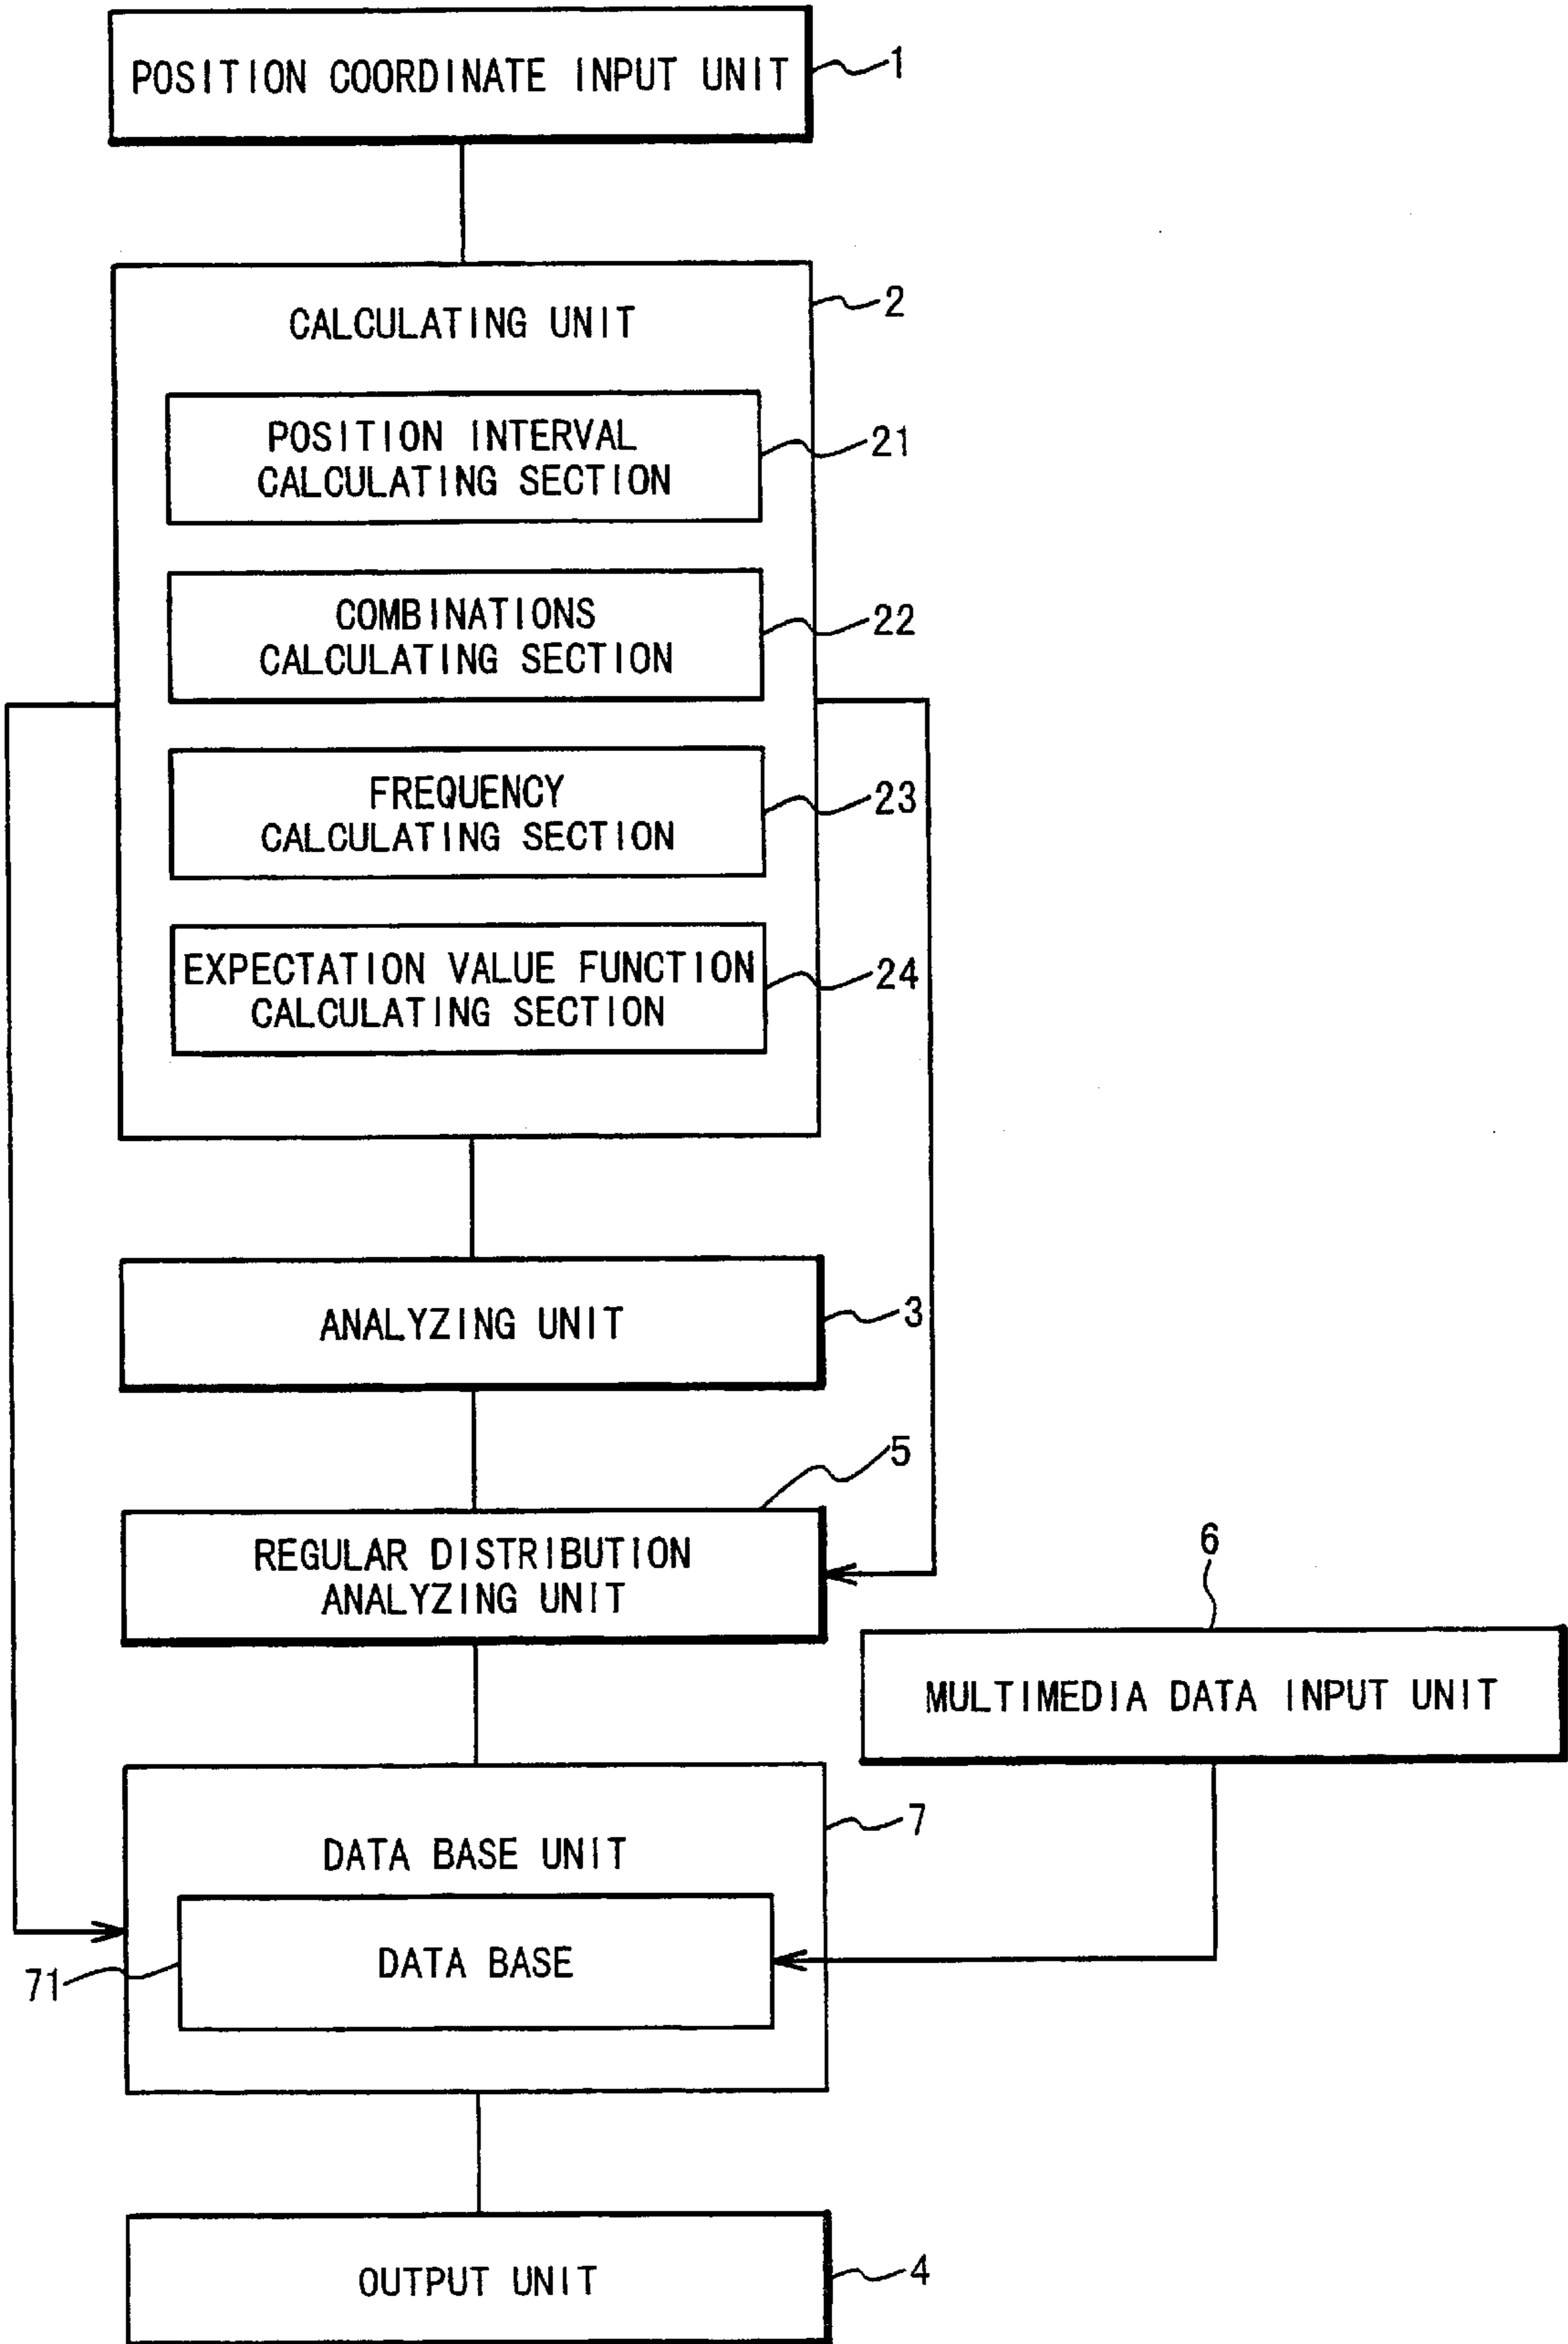 POSITION COORDINATE INPUT UNIT
1
CALCULATING UNIT
2
POSITION INTERVAL
CALCULATING SECTION
21
COMBINATIONS
CALCULATING SECTION
22
FREQUENCY
CALCULATING SECTION
23
EXPECTATION VALUE FUNCTION
CALCULATING SECTION
24
ANALYZING UNIT
3
5
REGULAR DISTRIBUTION
ANALYZING UNIT
6
MULTIMEDIA DATA INPUT UNIT
7
DATA BASE UNIT
DATA BASE
71
OUTPUT UNIT
4